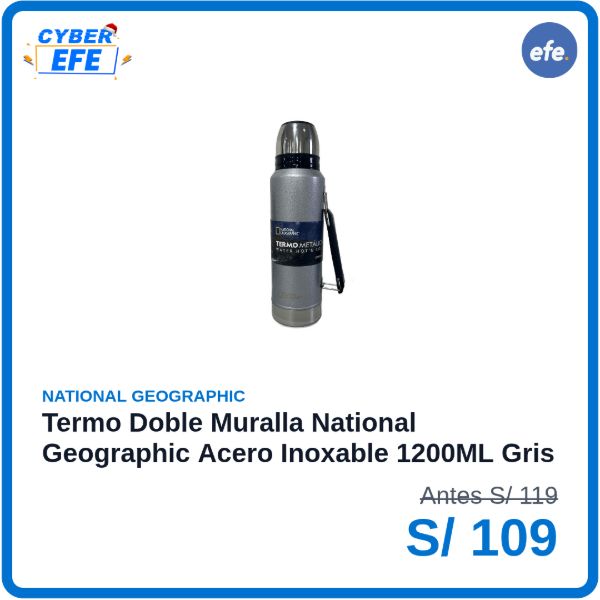 CYBER
EFE
efe.
NATIONAL GEOGRAPHIC
TERMO METALIC
NATIONAL GEOGRAPHIC
Termo Doble Muralla National
Geographic Acero Inoxable 1200ML Gris
Antes S/ 119
S/ 109